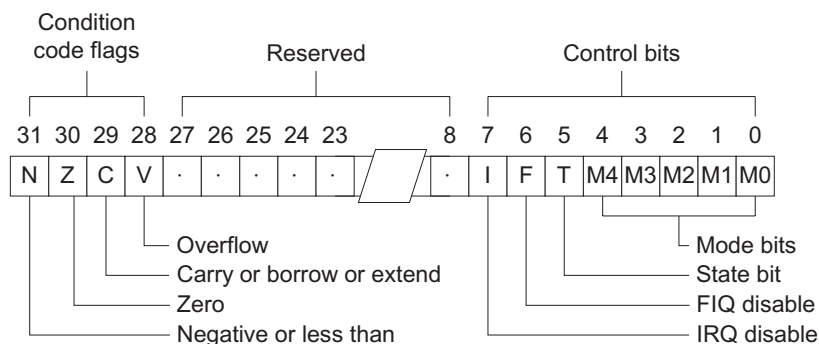 Condition
code flags Reserved Control bits
31 30 29 28 27 26 25 24 23 8 7 6 5 4 3 2 1 0
N Z C V · · · · · · I F T M4 M3 M2 M1 M0
Overflow Mode bits
Carry or borrow or extend State bit
Zero FIQ disable
Negative or less than IRQ disable